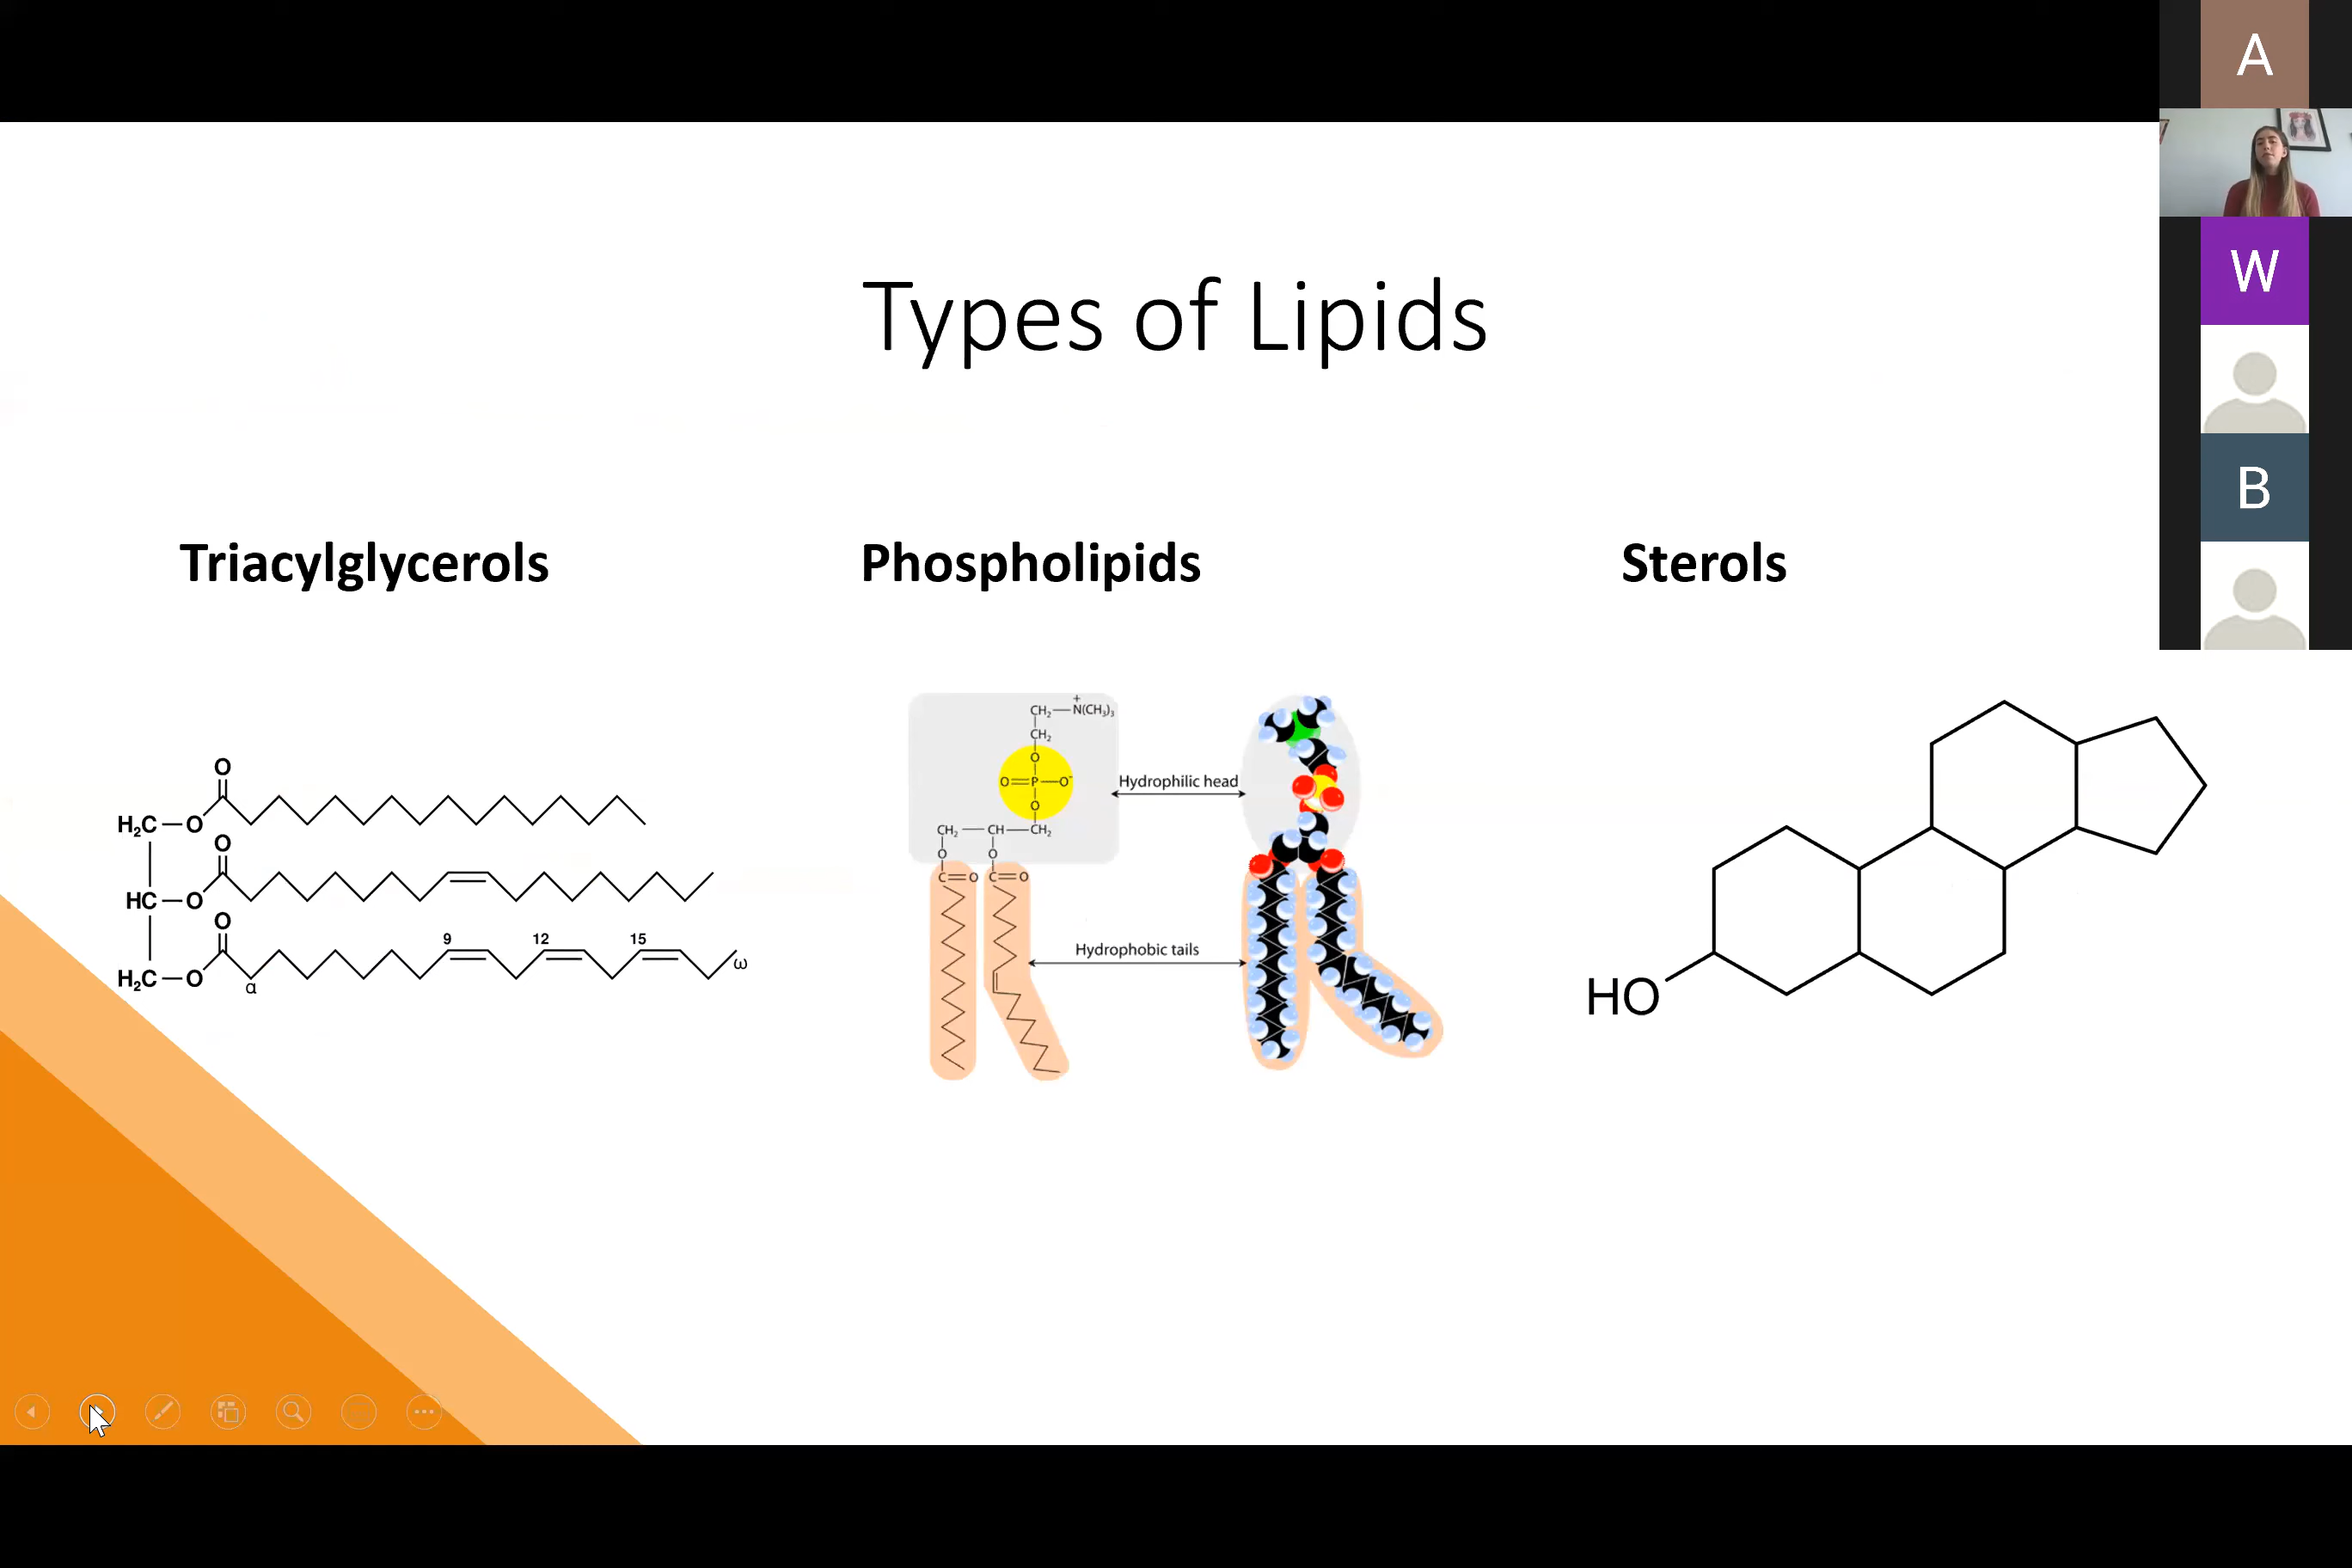 Types of Lipids
Triacylglycerols
Phospholipids
Sterols
O
H₂C—O
O
HC—O
O
H₂C—O
α
9
12
15
ω
CH₂—N(CH₃)₃
+
CH₂
O
O=P—O⁻
O
CH₂—CH—CH₂
O
O
C=O
C=O
Hydrophilic head
Hydrophobic tails
HO
A
W
B